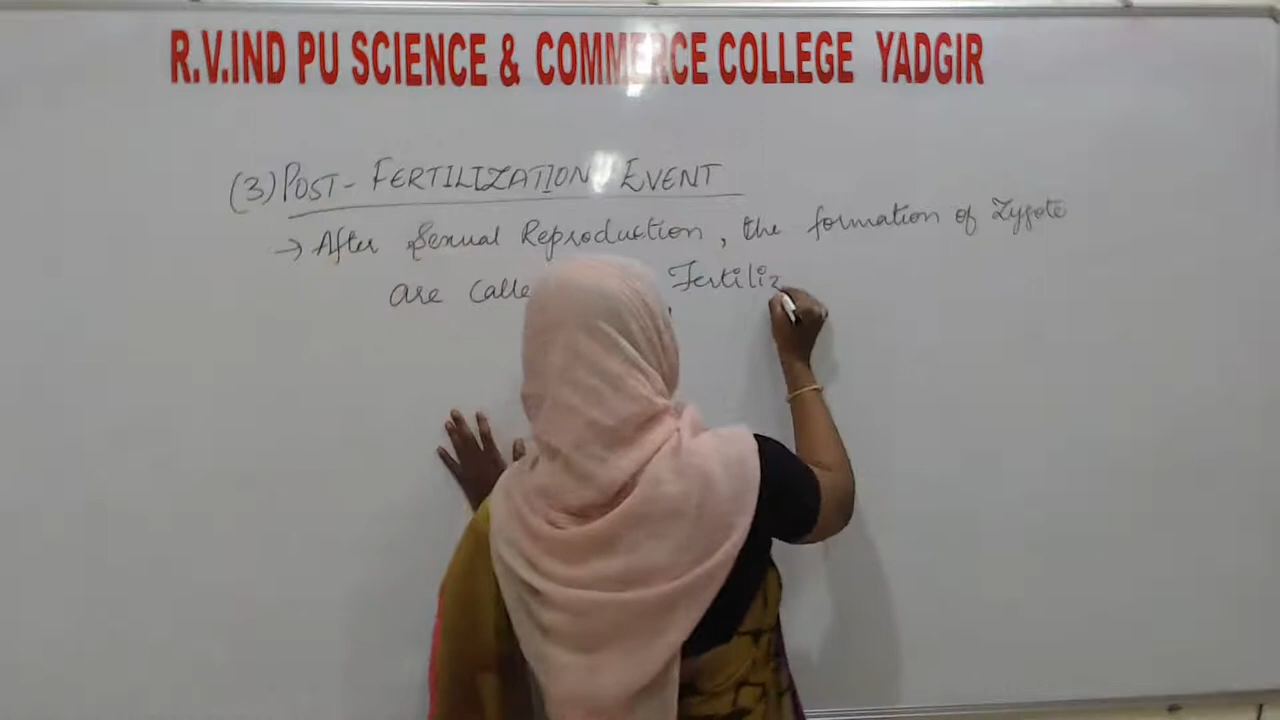 R.V.IND PU SCIENCE & COMMERCE COLLEGE YADGIR
(3) POST - FERTILIZATION EVENT
→ After Sexual Reproduction, the formation of Zygote
are calle Fertiliz